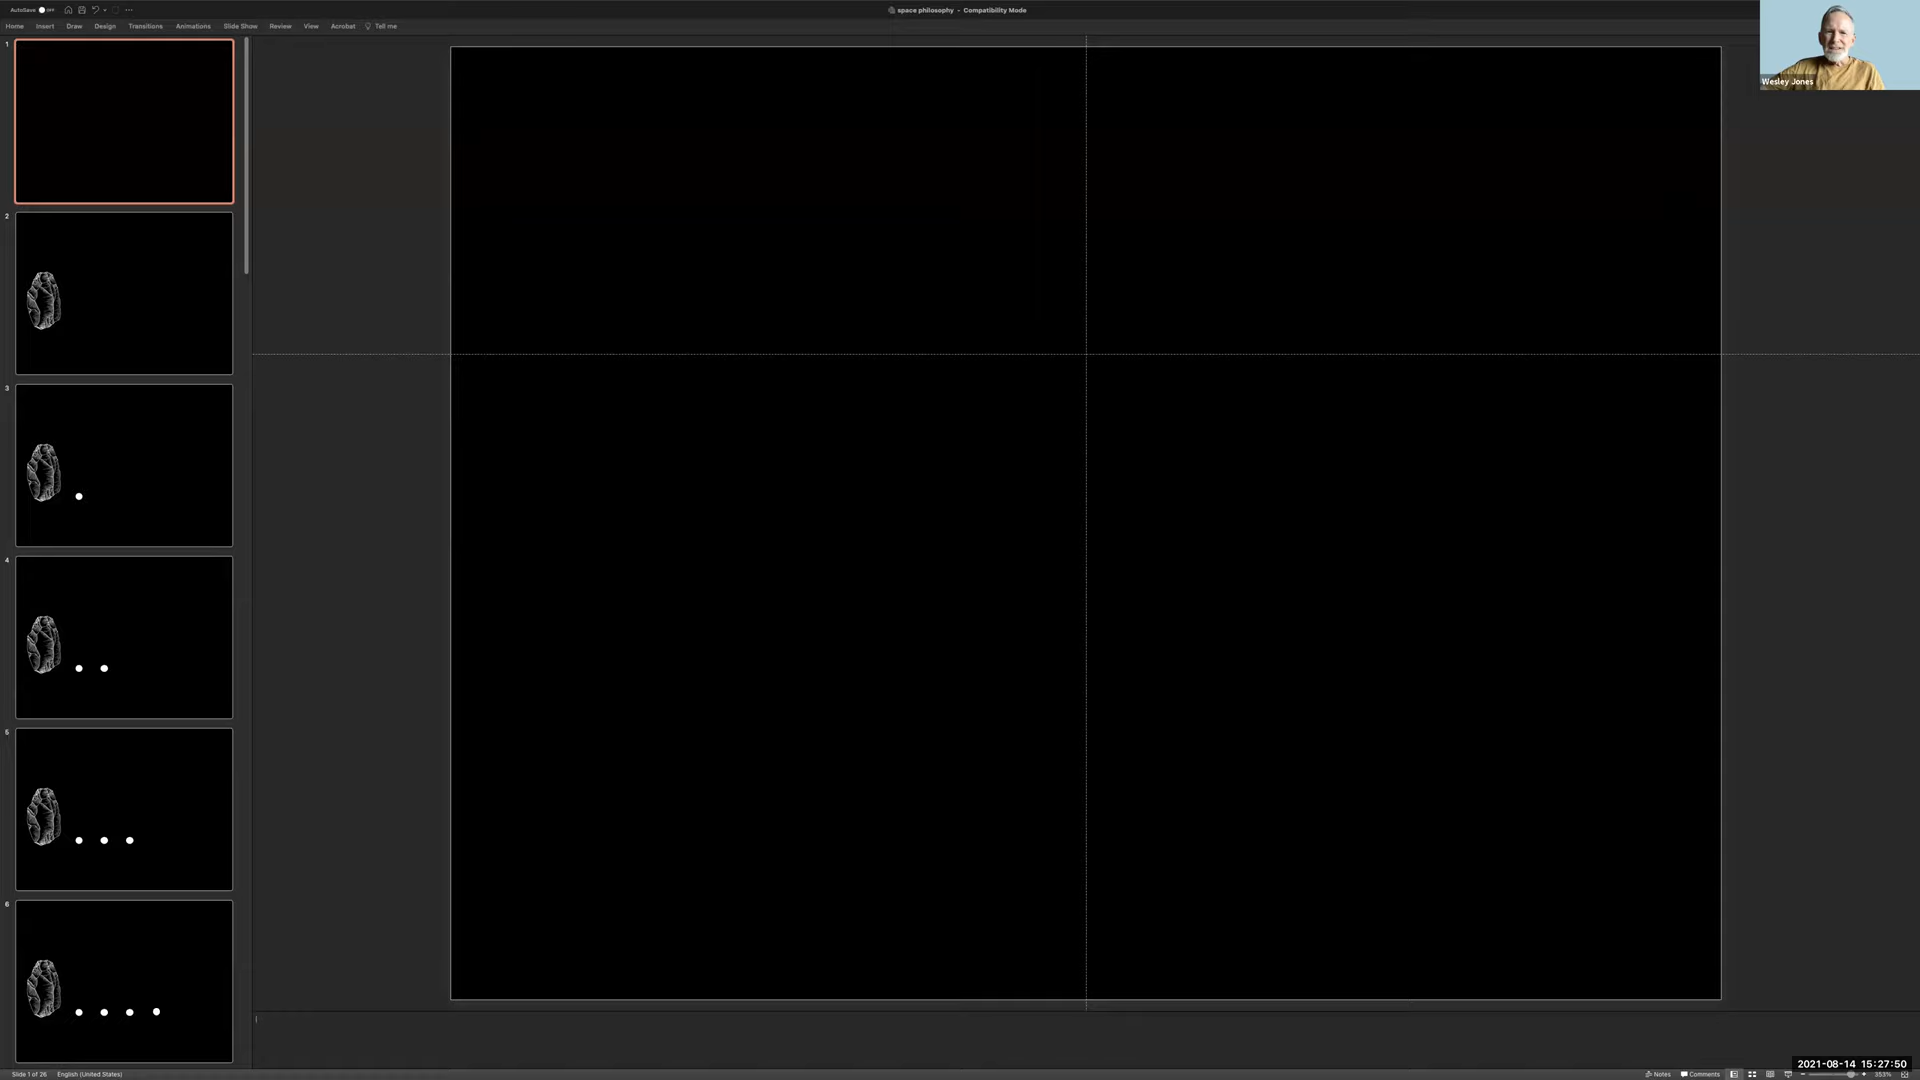 AutoSave OFF
space philosophy - Compatibility Mode
Home Insert Draw Design Transitions Animations Slide Show Review View Acrobat Tell me
Wesley Jones
1
2
3
4
5
6
2021-08-14 15:27:50
Slide 1 of 26 English (United States) Notes Comments 353%